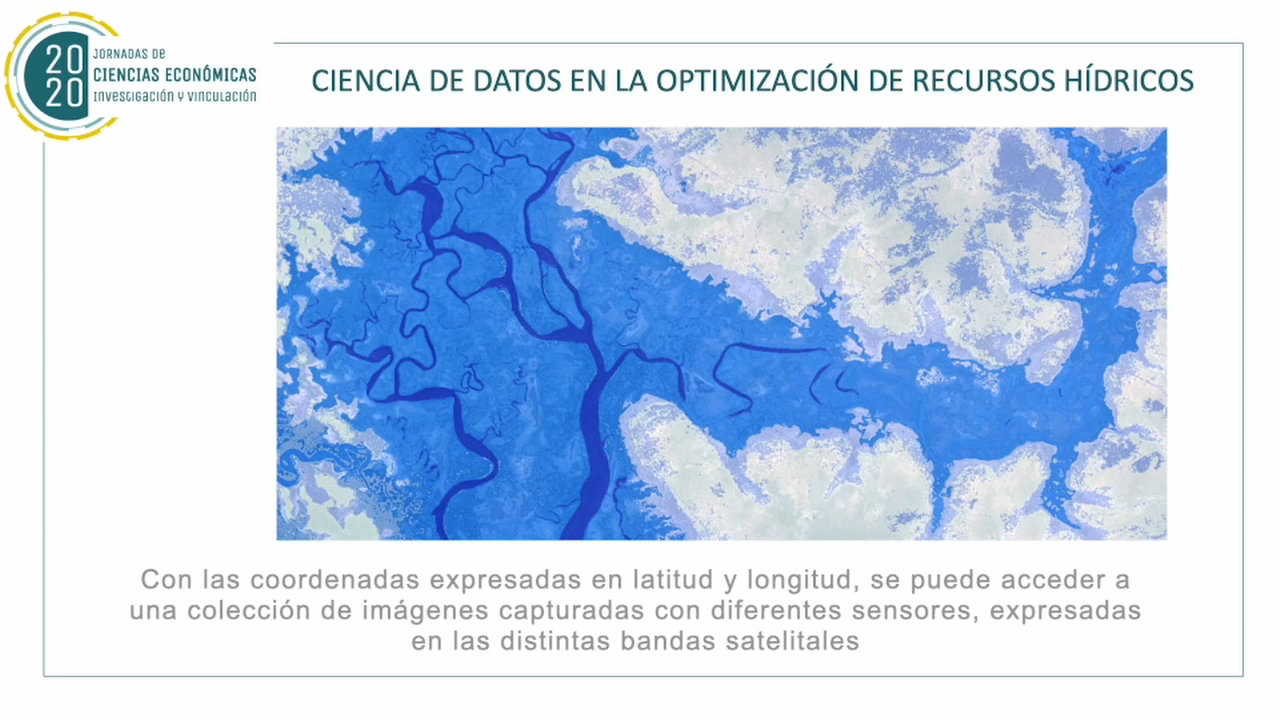 20
20
JORNADAS DE
CIENCIAS ECONÓMICAS
INVESTIGACIÓN Y VINCULACIÓN
CIENCIA DE DATOS EN LA OPTIMIZACIÓN DE RECURSOS HÍDRICOS
Con las coordenadas expresadas en latitud y longitud, se puede acceder a
una colección de imágenes capturadas con diferentes sensores, expresadas
en las distintas bandas satelitales